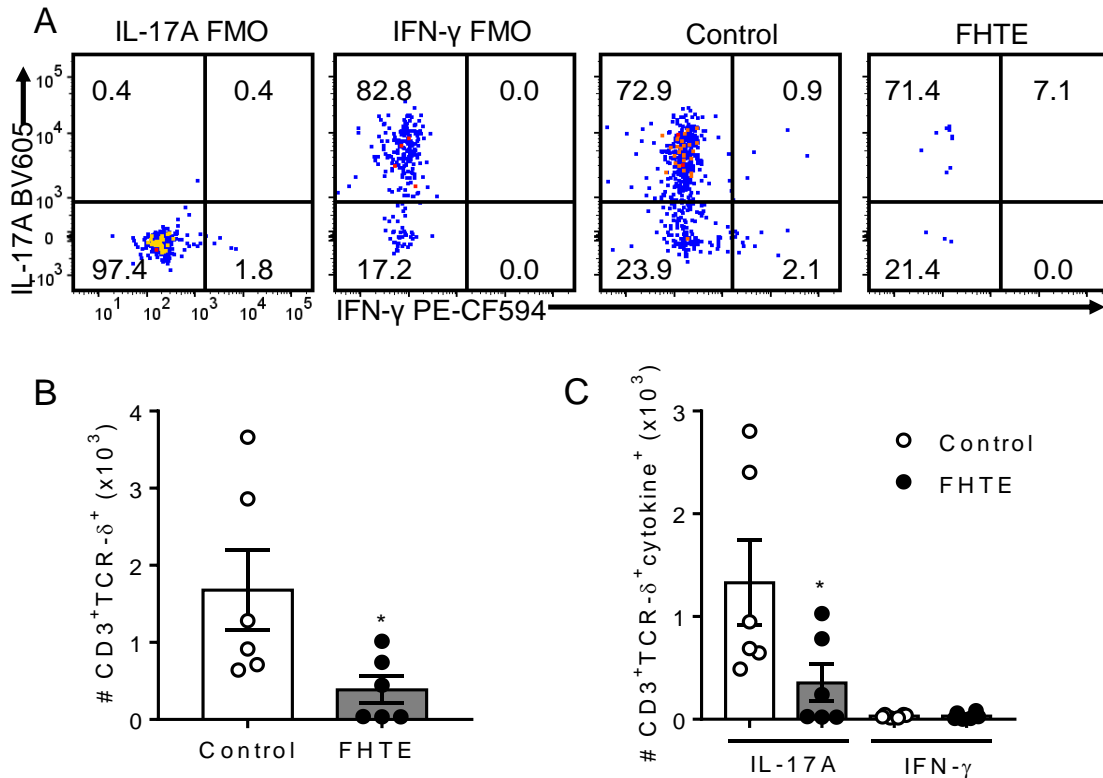 A
IL-17A FMO
IFN-γ FMO
Control
FHTE
IL-17A BV605
10⁵
10⁴
10³
0
-10³
0.4 0.4
97.4 1.8
82.8 0.0
17.2 0.0
72.9 0.9
23.9 2.1
71.4 7.1
21.4 0.0
10¹ 10² 10³ 10⁴ 10⁵
IFN-γ PE-CF594
B
# CD3⁺TCR-δ⁺ (x10³)
4
3
2
1
0
*
Control FHTE
C
# CD3⁺TCR-δ⁺cytokine⁺ (x10³)
3
2
1
0
*
Control
FHTE
IL-17A IFN-γ